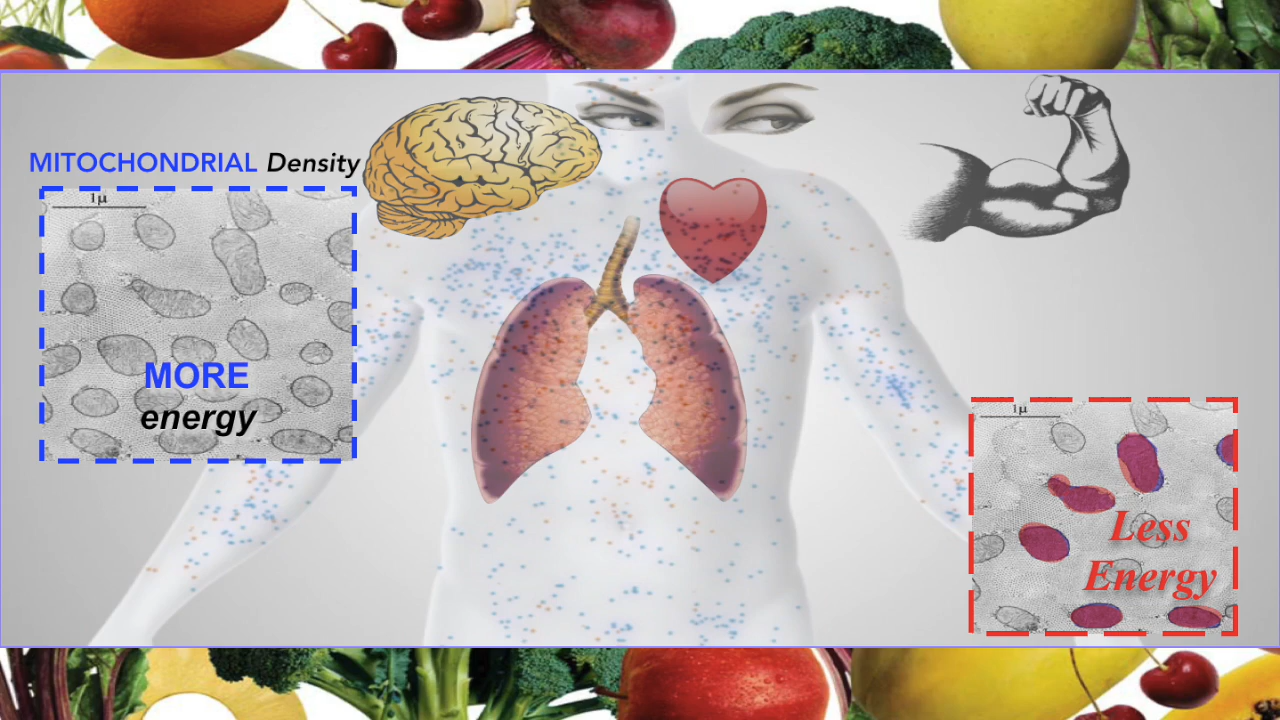 MITOCHONDRIAL Density
1μ
MORE
energy
1μ
Less
Energy